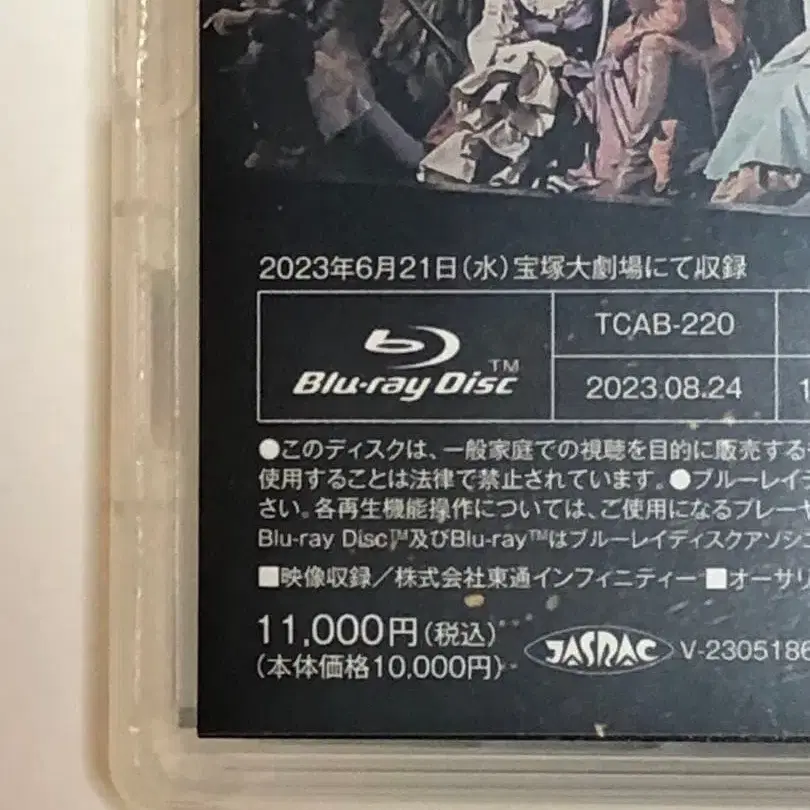 2023年6月21日(水)宝塚大劇場にて収録
Blu-ray Disc™
TCAB-220
2023.08.24
●このディスクは、一般家庭での視聴を目的に販売する
使用することは法律で禁止されています。●ブルーレイデ
さい。各再生機能操作については、ご使用になるプレーヤ
Blu-ray Disc™及びBlu-ray™はブルーレイディスクアソシエ
■映像収録／株式会社東通インフィニティー ■オーサリ
11,000円(税込)
(本体価格10,000円)
JASRAC
V-2305186